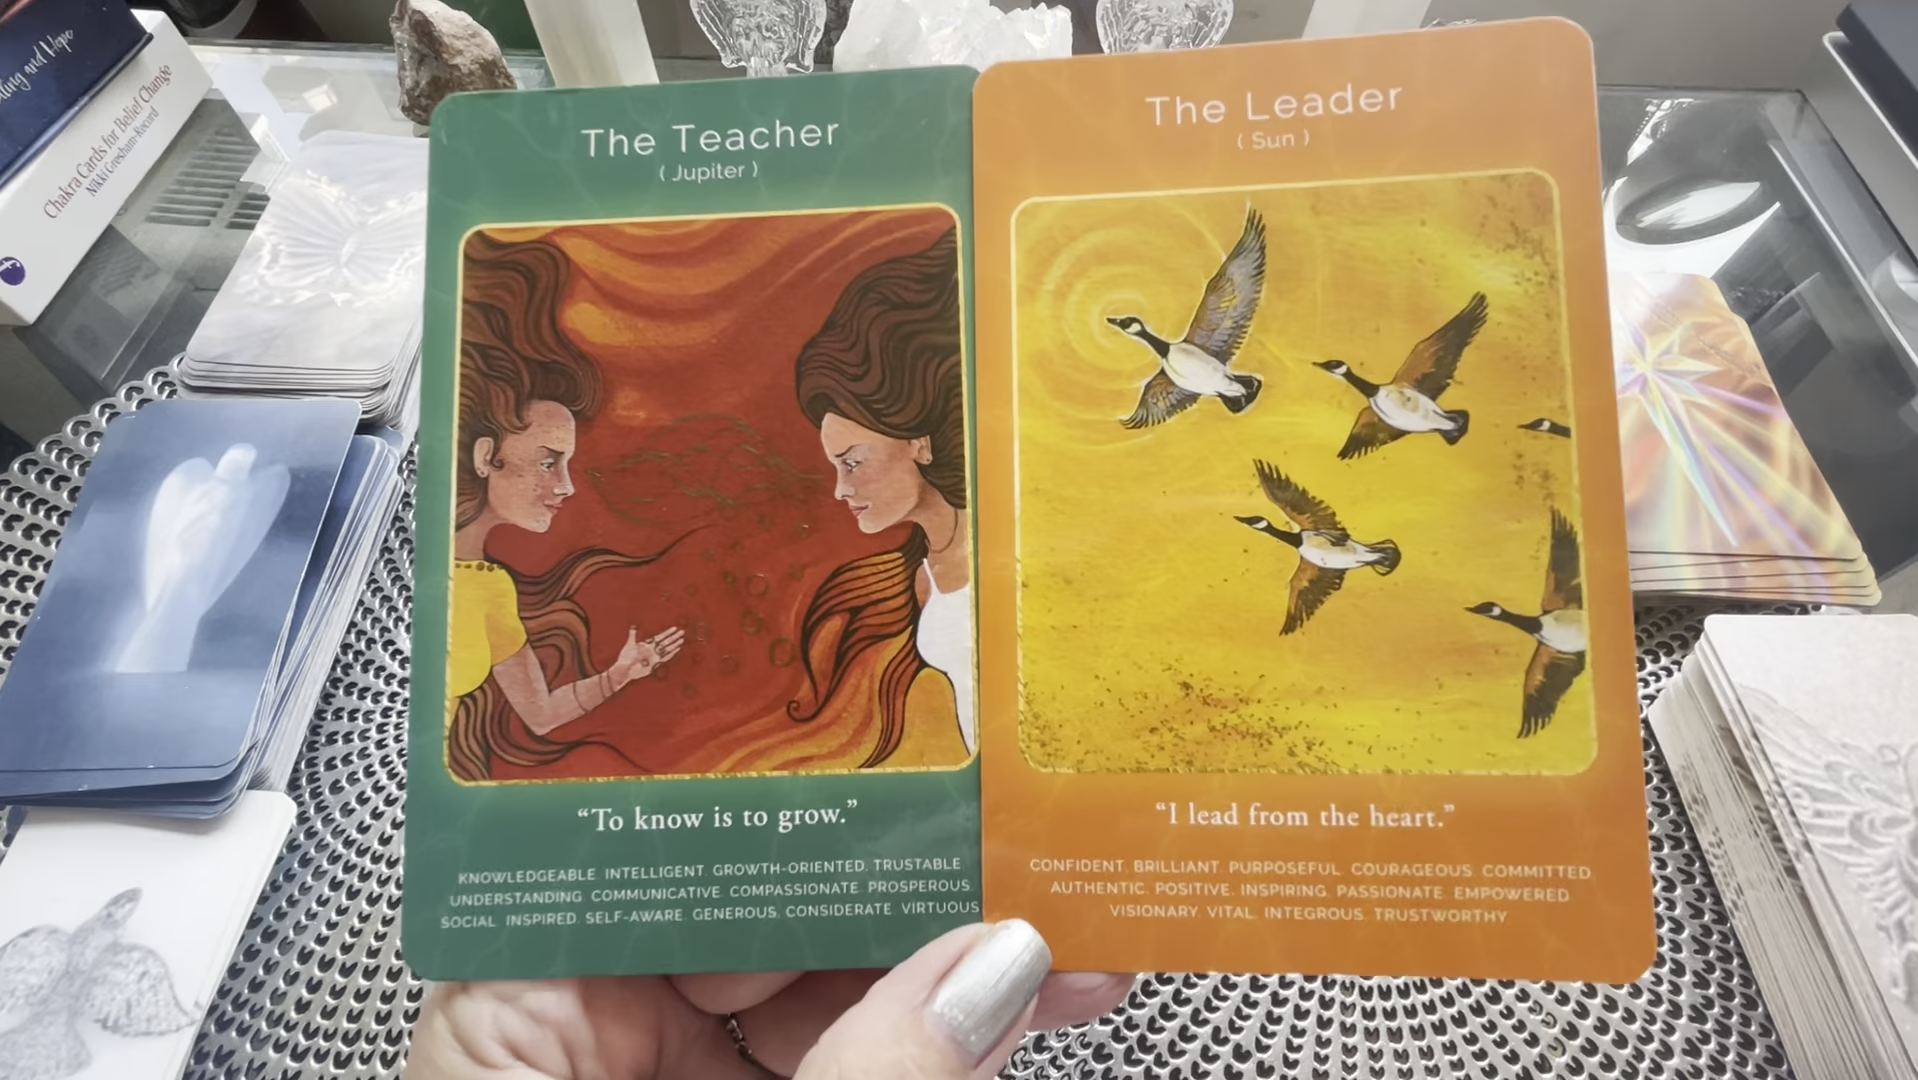 ling and Hope
Chakra Cards for Belief Change
Nikki Gresham-Record
The Teacher
( Jupiter )
“To know is to grow.”
KNOWLEDGEABLE. INTELLIGENT. GROWTH-ORIENTED. TRUSTABLE.
UNDERSTANDING. COMMUNICATIVE. COMPASSIONATE. PROSPEROUS.
SOCIAL. INSPIRED. SELF-AWARE. GENEROUS. CONSIDERATE. VIRTUOUS
The Leader
( Sun )
“I lead from the heart.”
CONFIDENT. BRILLIANT. PURPOSEFUL. COURAGEOUS. COMMITTED.
AUTHENTIC. POSITIVE. INSPIRING. PASSIONATE. EMPOWERED
VISIONARY. VITAL. INTEGROUS. TRUSTWORTHY